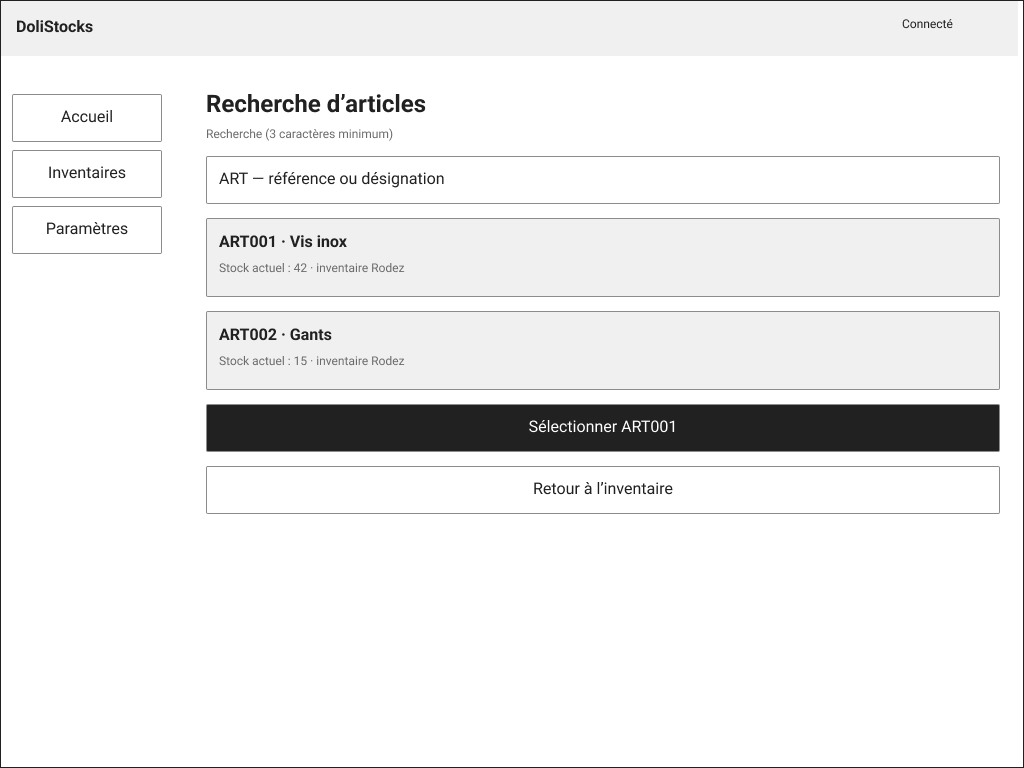 DoliStocks
Connecté
Accueil
Inventaires
Paramètres
Recherche d’articles
Recherche (3 caractères minimum)
ART — référence ou désignation
ART001 · Vis inox
Stock actuel : 42 · inventaire Rodez
ART002 · Gants
Stock actuel : 15 · inventaire Rodez
Sélectionner ART001
Retour à l’inventaire